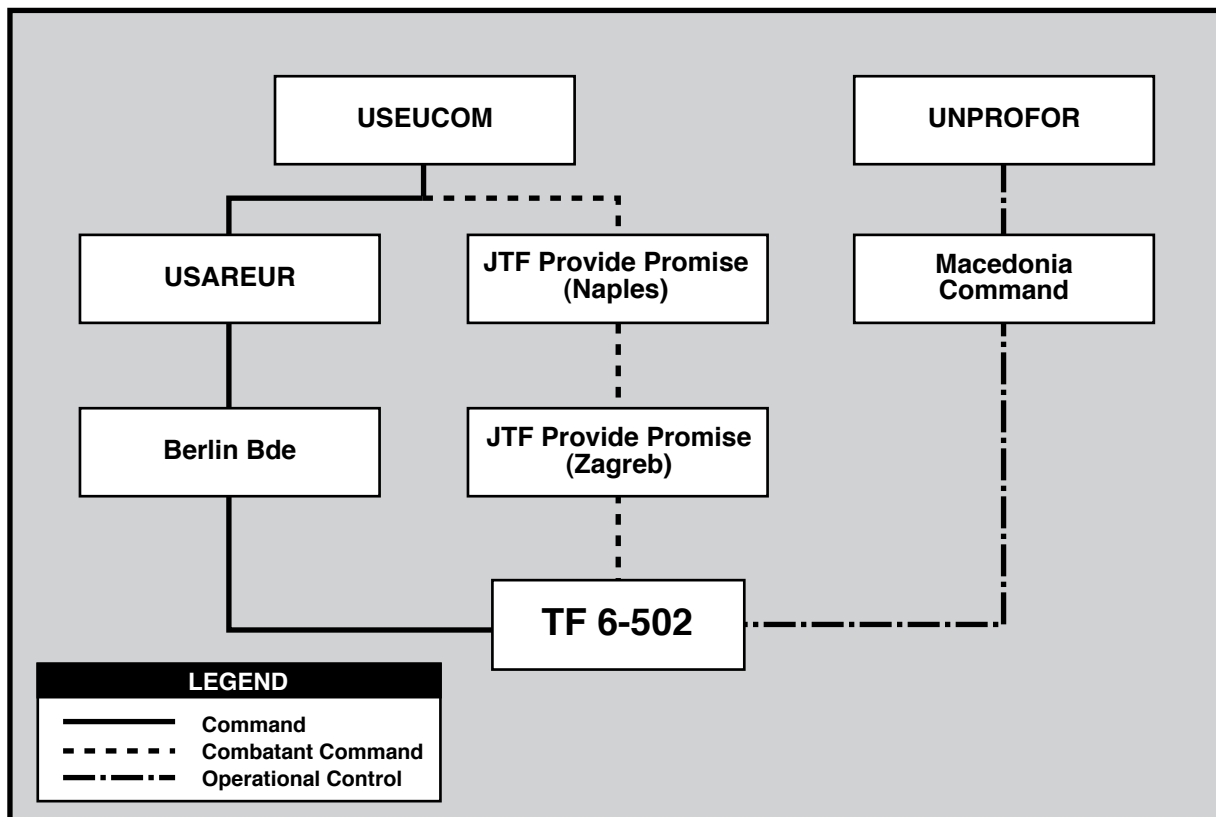 USEUCOM
UNPROFOR
USAREUR
JTF Provide Promise
(Naples)
Macedonia
Command
Berlin Bde
JTF Provide Promise
(Zagreb)
TF 6-502
LEGEND
Command
Combatant Command
Operational Control